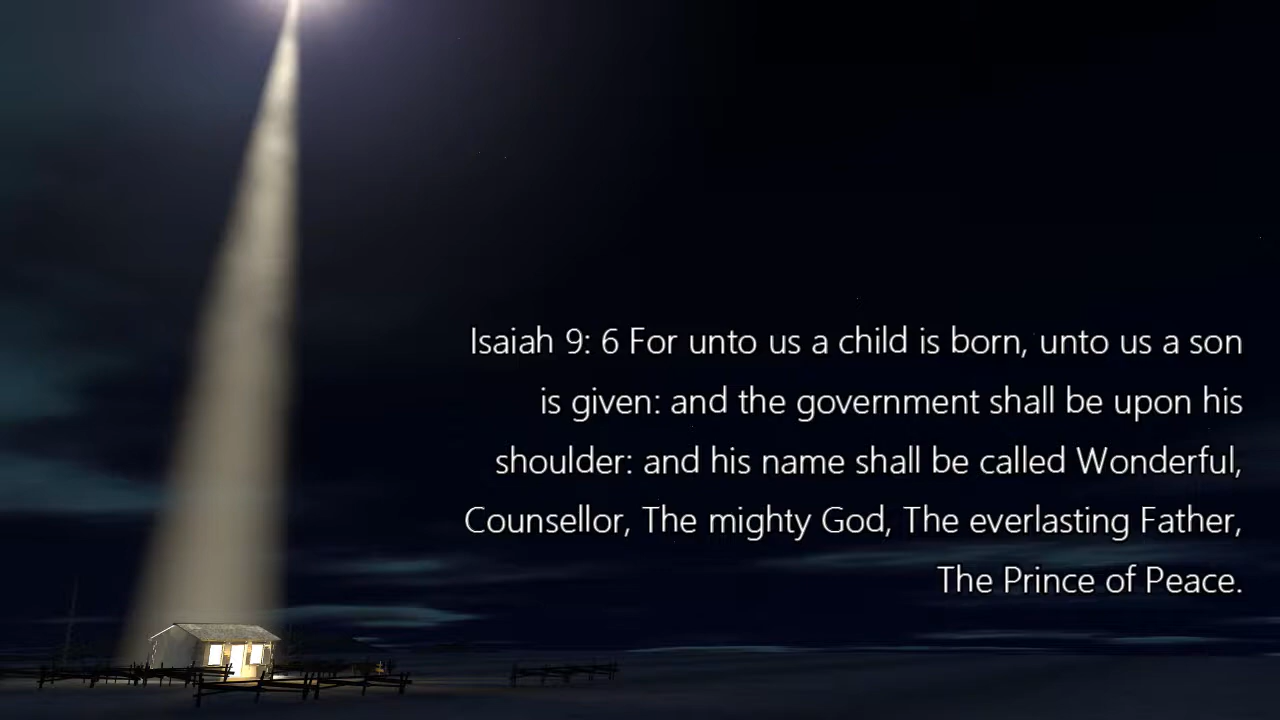 Isaiah 9: 6 For unto us a child is born, unto us a son
is given: and the government shall be upon his
shoulder: and his name shall be called Wonderful,
Counsellor, The mighty God, The everlasting Father,
The Prince of Peace.